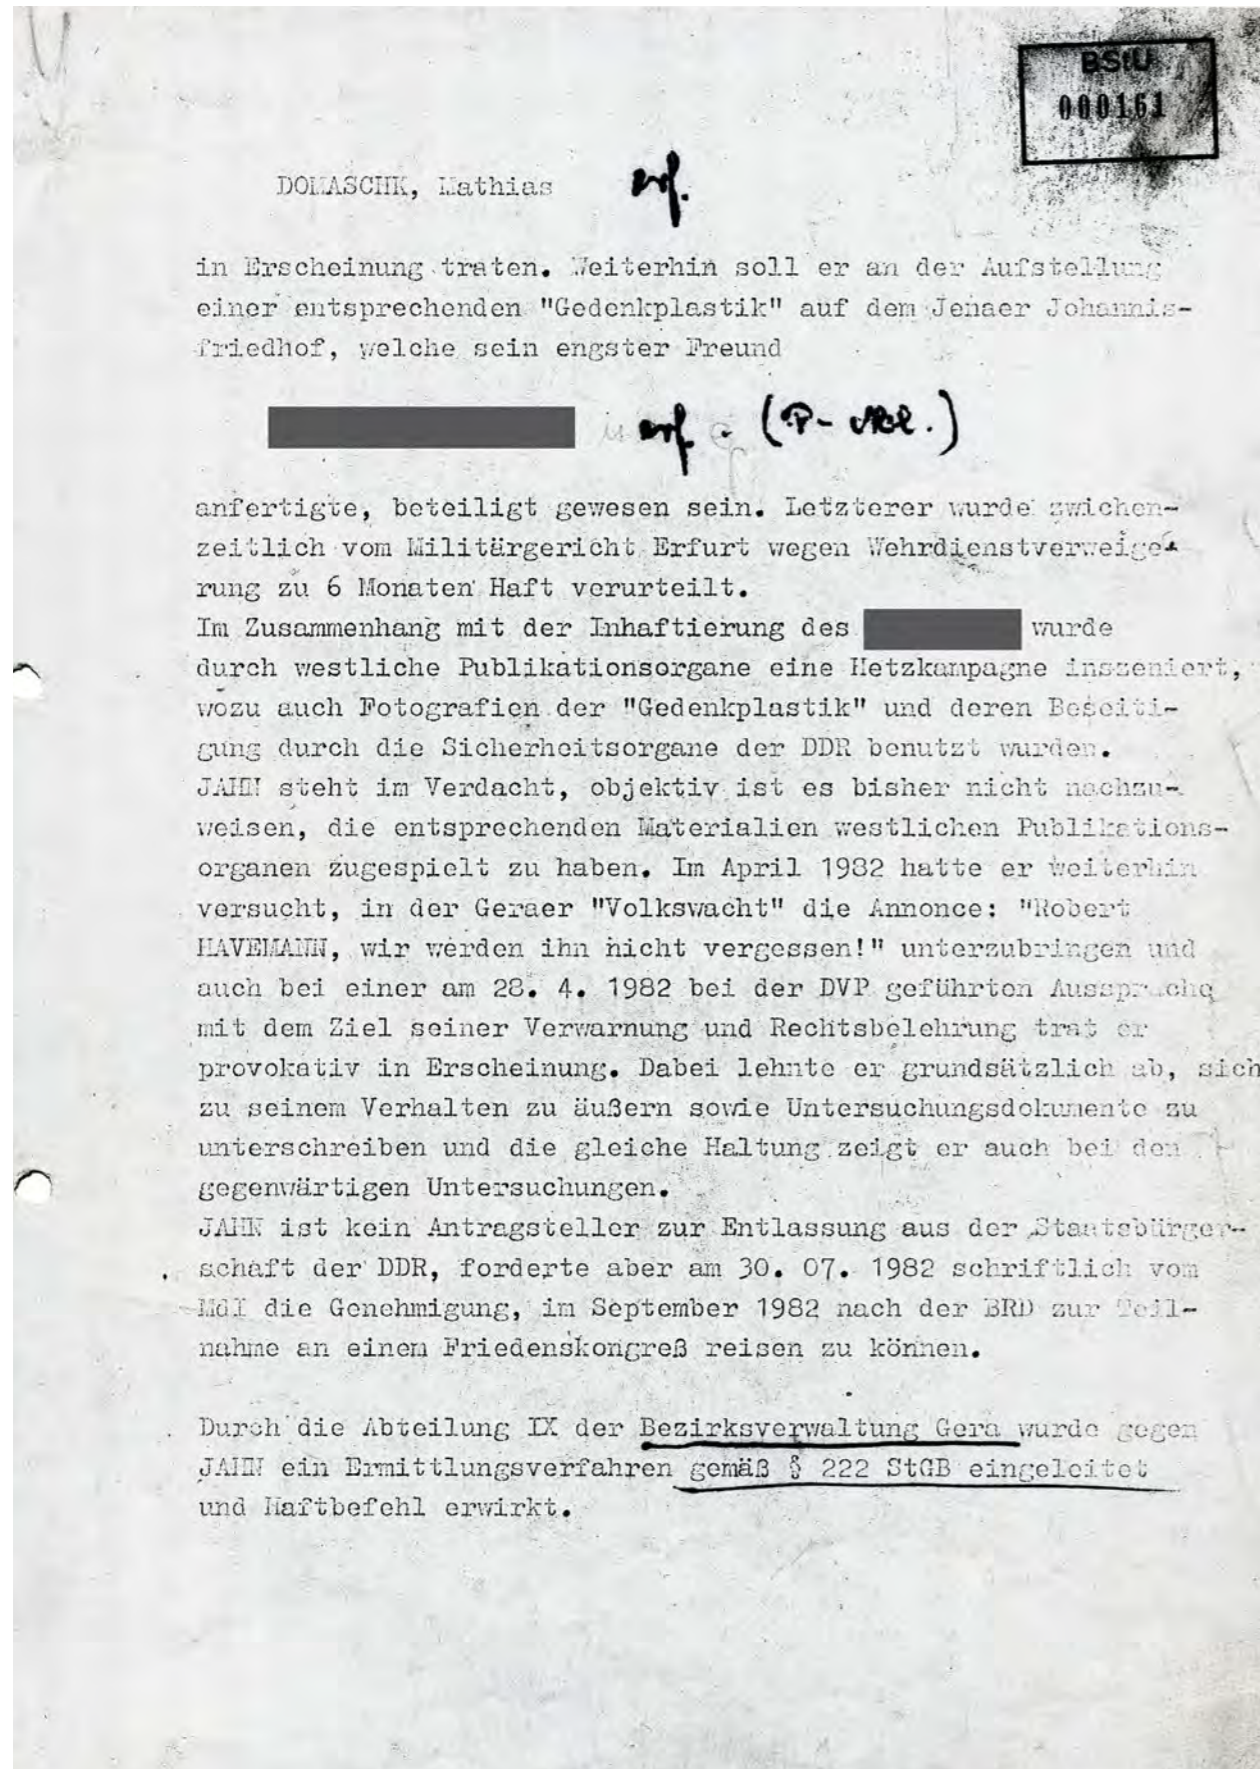 BStU
000161
DOMASCHK, Mathias erf.
in Erscheinung traten. Weiterhin soll er an der Aufstellung
einer entsprechenden "Gedenkplastik" auf dem Jenaer Johannis-
friedhof, welche sein engster Freund
erf.
anfertigte, beteiligt gewesen sein. Letzterer wurde zwichen-
zeitlich vom Militärgericht Erfurt wegen Wehrdienstverweige-
rung zu 6 Monaten Haft verurteilt.
Im Zusammenhang mit der Inhaftierung des wurde
durch westliche Publikationsorgane eine Hetzkampagne inszeniert,
wozu auch Fotografien der "Gedenkplastik" und deren Beseiti-
gung durch die Sicherheitsorgane der DDR benutzt wurden.
JAHN steht im Verdacht, objektiv ist es bisher nicht nachzu-
weisen, die entsprechenden Materialien westlichen Publikations-
organen zugespielt zu haben. Im April 1982 hatte er weiterhin
versucht, in der Geraer "Volkswacht" die Annonce: "Robert
HAVEMANN, wir werden ihn nicht vergessen!" unterzubringen und
auch bei einer am 28. 4. 1982 bei der DVP geführten Aussprache
mit dem Ziel seiner Verwarnung und Rechtsbelehrung trat er
provokativ in Erscheinung. Dabei lehnte er grundsätzlich ab, sich
zu seinem Verhalten zu äußern sowie Untersuchungsdokumente zu
unterschreiben und die gleiche Haltung zeigt er auch bei den
gegenwärtigen Untersuchungen.
JAHN ist kein Antragsteller zur Entlassung aus der Staatsbürger-
schaft der DDR, forderte aber am 30. 07. 1982 schriftlich vom
MdI die Genehmigung, im September 1982 nach der BRD zur Teil-
nahme an einem Friedenskongreß reisen zu können.
Durch die Abteilung IX der Bezirksverwaltung Gera wurde gegen
JAHN ein Ermittlungsverfahren gemäß § 222 StGB eingeleitet
und Haftbefehl erwirkt.